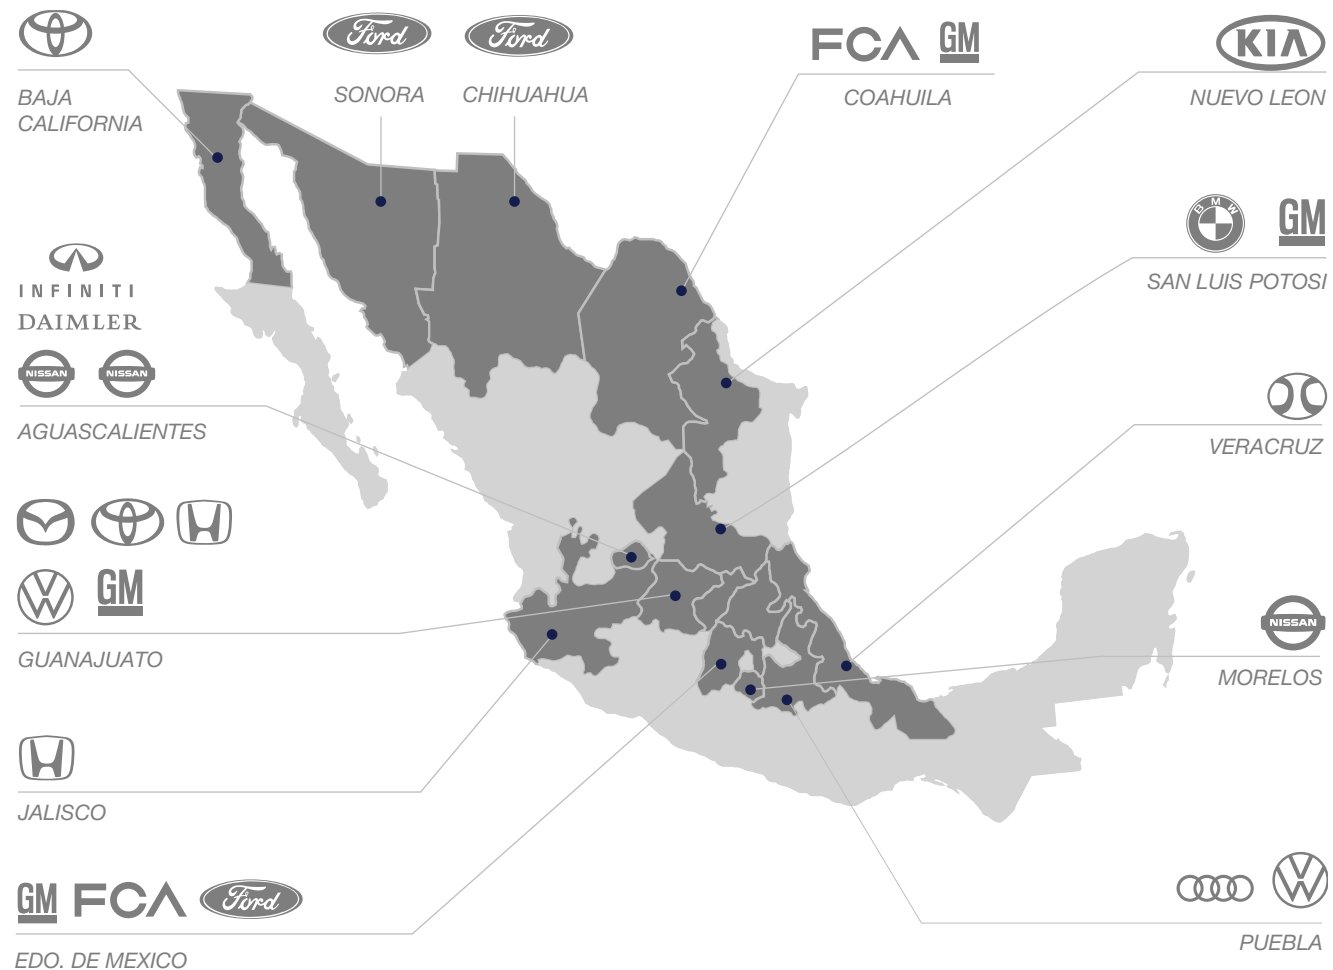 Ford
Ford
FCA GM
KIA
SONORA
CHIHUAHUA
COAHUILA
NUEVO LEON
BAJA
CALIFORNIA
BMW
GM
SAN LUIS POTOSI
INFINITI
DAIMLER
NISSAN NISSAN
AGUASCALIENTES
VERACRUZ
GM
GUANAJUATO
NISSAN
MORELOS
JALISCO
GM FCA Ford
EDO. DE MEXICO
PUEBLA